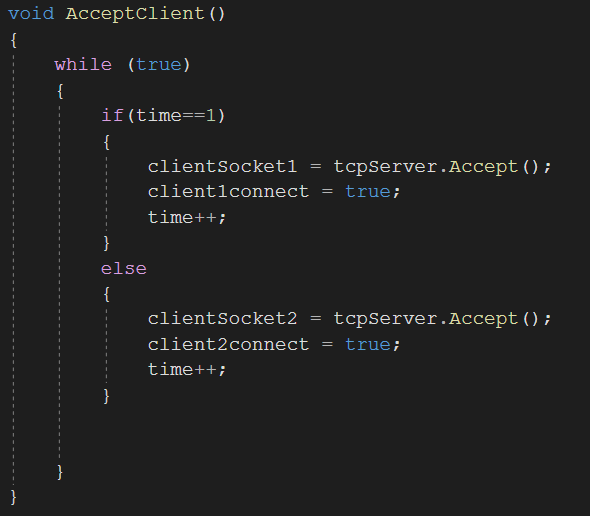 void AcceptClient()
{
    while (true)
    {
        if(time==1)
        {
            clientSocket1 = tcpServer.Accept();
            client1connect = true;
            time++;
        }
        else
        {
            clientSocket2 = tcpServer.Accept();
            client2connect = true;
            time++;
        }
    }
}